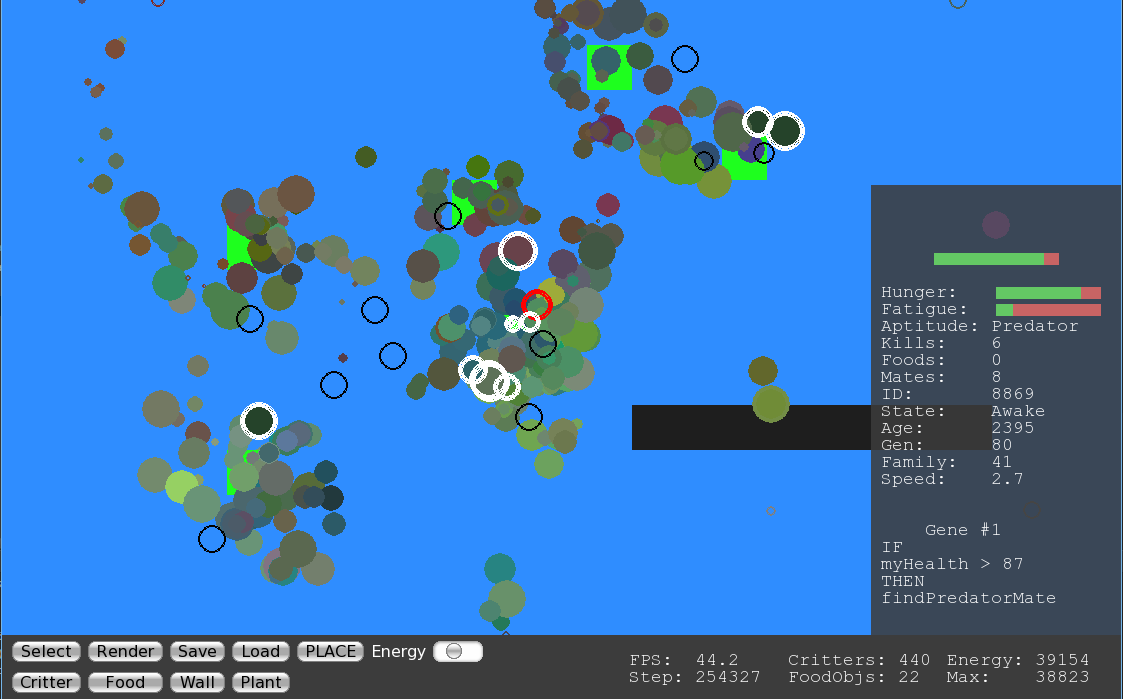 Hunger:
Fatigue:
Aptitude: Predator
Kills: 6
Foods: 0
Mates: 8
ID: 8869
State: Awake
Age: 2395
Gen: 80
Family: 41
Speed: 2.7
Gene #1
IF
myHealth > 87
THEN
findPredatorMate
Select Render Save Load PLACE Energy
Critter Food Wall Plant
FPS: 44.2 Critters: 440 Energy: 39154
Step: 254327 FoodObjs: 22 Max: 38823